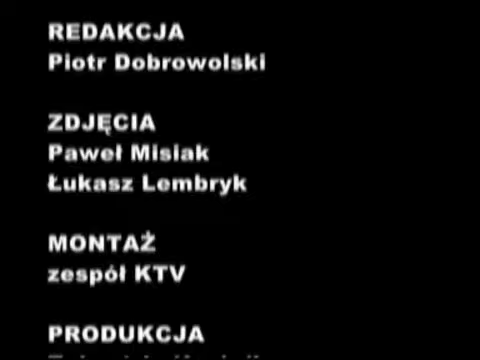 REDAKCJA
Piotr Dobrowolski
ZDJĘCIA
Paweł Misiak
Łukasz Lembryk
MONTAŻ
zespół KTV
PRODUKCJA